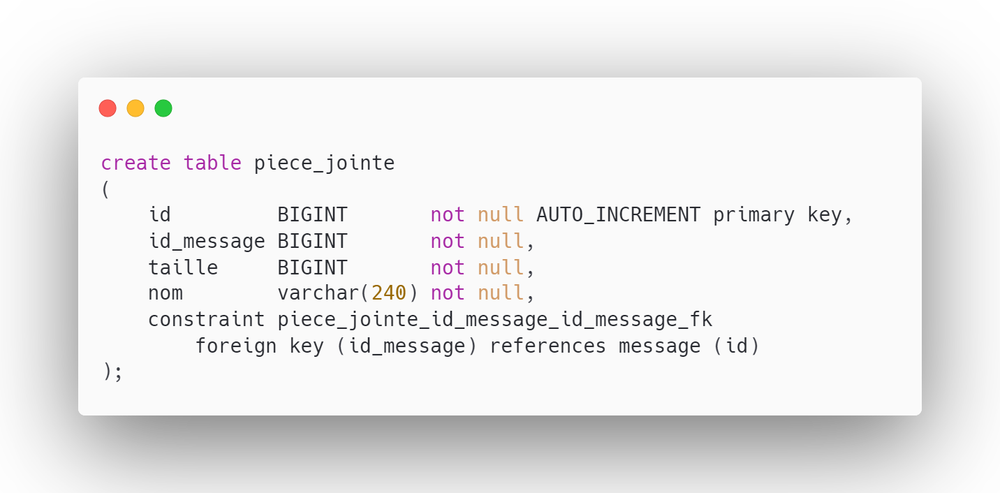 create table piece_jointe
(
    id         BIGINT       not null AUTO_INCREMENT primary key,
    id_message BIGINT       not null,
    taille     BIGINT       not null,
    nom        varchar(240) not null,
    constraint piece_jointe_id_message_id_message_fk
        foreign key (id_message) references message (id)
);